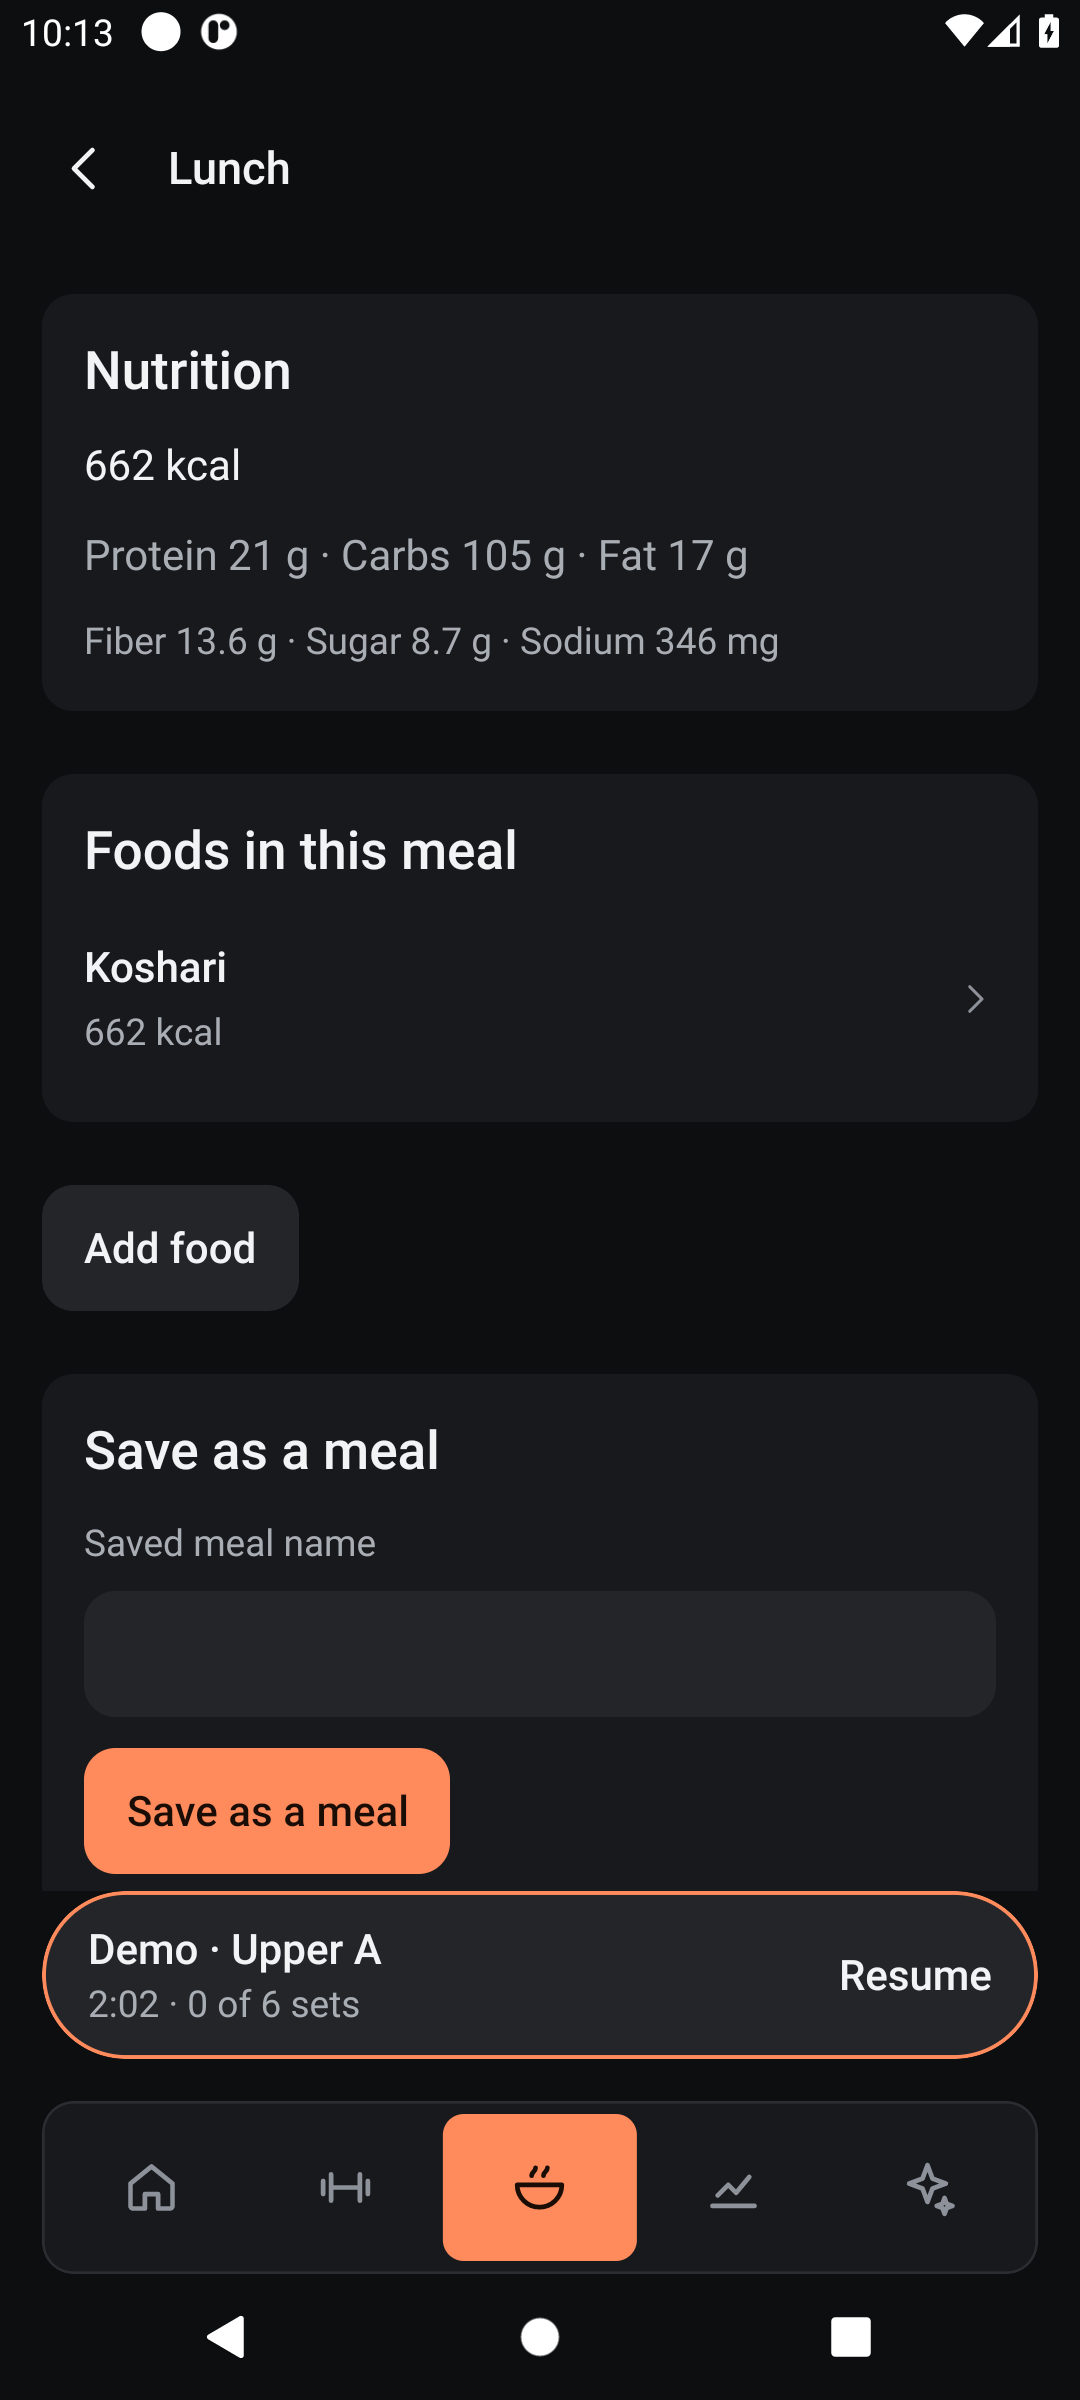 10:13
Lunch
Nutrition
662 kcal
Protein 21 g · Carbs 105 g · Fat 17 g
Fiber 13.6 g · Sugar 8.7 g · Sodium 346 mg
Foods in this meal
Koshari
662 kcal
Add food
Save as a meal
Saved meal name
Save as a meal
Demo · Upper A
2:02 · 0 of 6 sets
Resume